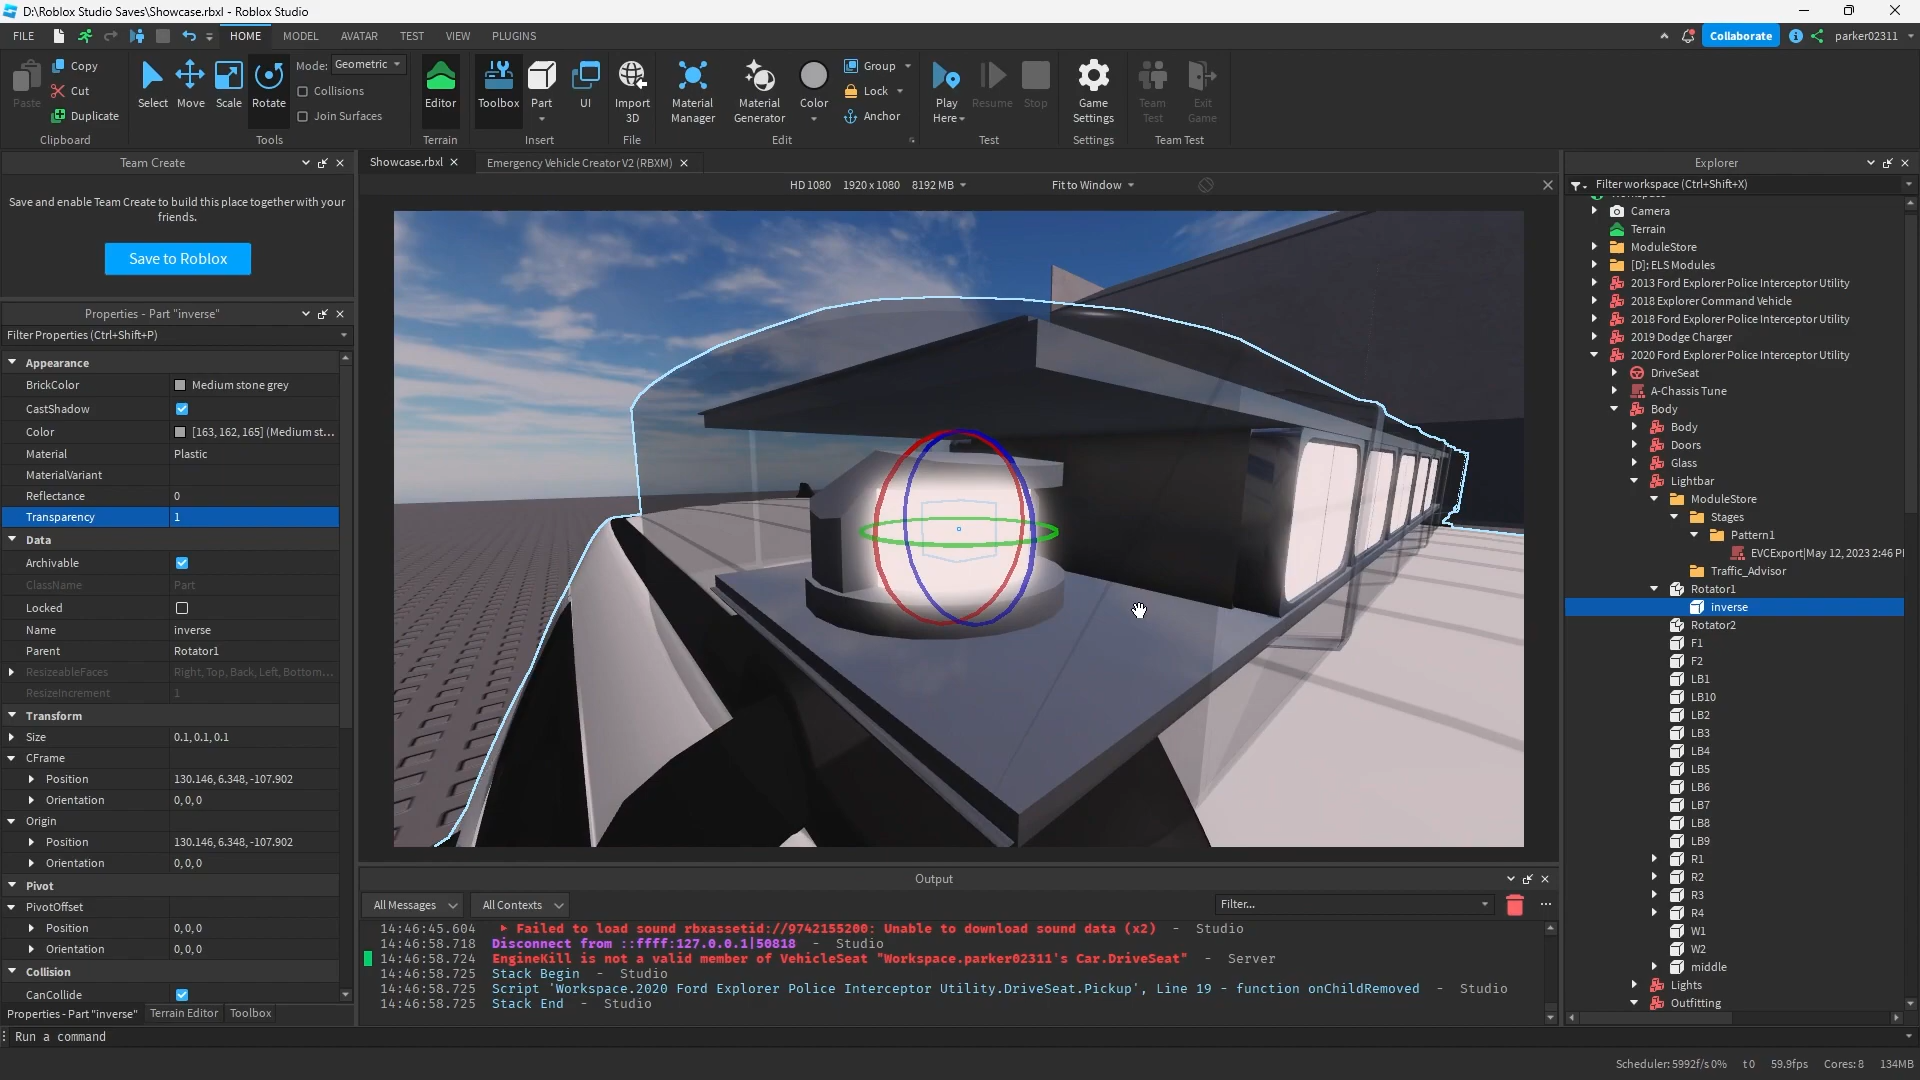 D:\Roblox Studio Saves\Showcase.rbxl - Roblox Studio
FILE
HOME
MODEL
AVATAR
TEST
VIEW
PLUGINS
Collaborate
parker02311
Paste
Copy
Cut
Duplicate
Clipboard
Select
Move
Scale
Rotate
Mode: Geometric
Collisions
Join Surfaces
Tools
Editor
Terrain
Toolbox
Part
UI
Insert
Import 3D
File
Material Manager
Material Generator
Color
Group
Lock
Anchor
Edit
Play Here
Resume
Stop
Test
Game Settings
Settings
Team Test
Exit Game
Team Test
Team Create
Save and enable Team Create to build this place together with your
friends.
Save to Roblox
Properties - Part "inverse"
Filter Properties (Ctrl+Shift+P)
Appearance
BrickColor Medium stone grey
CastShadow
Color [163, 162, 165] (Medium st...
Material Plastic
MaterialVariant
Reflectance 0
Transparency 1
Data
Archivable
ClassName Part
Locked
Name inverse
Parent Rotator1
ResizeableFaces Right, Top, Back, Left, Bottom...
ResizeIncrement 1
Transform
Size 0.1, 0.1, 0.1
CFrame
Position 130.146, 6.348, -107.902
Orientation 0, 0, 0
Origin
Position 130.146, 6.348, -107.902
Orientation 0, 0, 0
Pivot
PivotOffset
Position 0, 0, 0
Orientation 0, 0, 0
Collision
CanCollide
Properties - Part "inverse"
Terrain Editor
Toolbox
Showcase.rbxl
Emergency Vehicle Creator V2 (RBXM)
HD 1080 1920 x 1080 8192 MB
Fit to Window
Output
All Messages
All Contexts
Filter...
14:46:45.604 Failed to load sound rbxassetid://9742155200: Unable to download sound data (x2) - Studio
14:46:58.718 Disconnect from ::ffff:127.0.0.1|50818 - Studio
14:46:58.724 EngineKill is not a valid member of VehicleSeat "Workspace.parker02311's Car.DriveSeat" - Server
14:46:58.725 Stack Begin - Studio
14:46:58.725 Script 'Workspace.2020 Ford Explorer Police Interceptor Utility.DriveSeat.Pickup', Line 19 - function onChildRemoved - Studio
14:46:58.725 Stack End - Studio
Explorer
Filter workspace (Ctrl+Shift+X)
Workspace
Camera
Terrain
ModuleStore
[D]: ELS Modules
2013 Ford Explorer Police Interceptor Utility
2018 Explorer Command Vehicle
2018 Ford Explorer Police Interceptor Utility
2019 Dodge Charger
2020 Ford Explorer Police Interceptor Utility
DriveSeat
A-Chassis Tune
Body
Body
Doors
Glass
Lightbar
ModuleStore
Stages
Pattern1
EVCExport|May 12, 2023 2:46 P
Traffic_Advisor
Rotator1
inverse
Rotator2
F1
F2
LB1
LB10
LB2
LB3
LB4
LB5
LB6
LB7
LB8
LB9
R1
R2
R3
R4
W1
W2
middle
Lights
Outfitting
Run a command
Scheduler: 5992f/s 0% t0 59.9fps Cores: 8 134MB